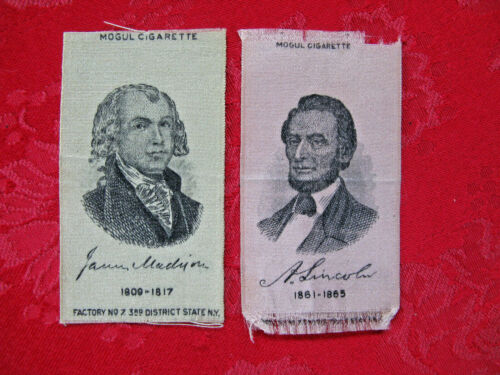 MOGUL CIGARETTE
James Madison
1809-1817
FACTORY NO 7. 3RD DISTRICT STATE N.Y.
MOGUL CIGARETTE
A. Lincoln
1861-1865